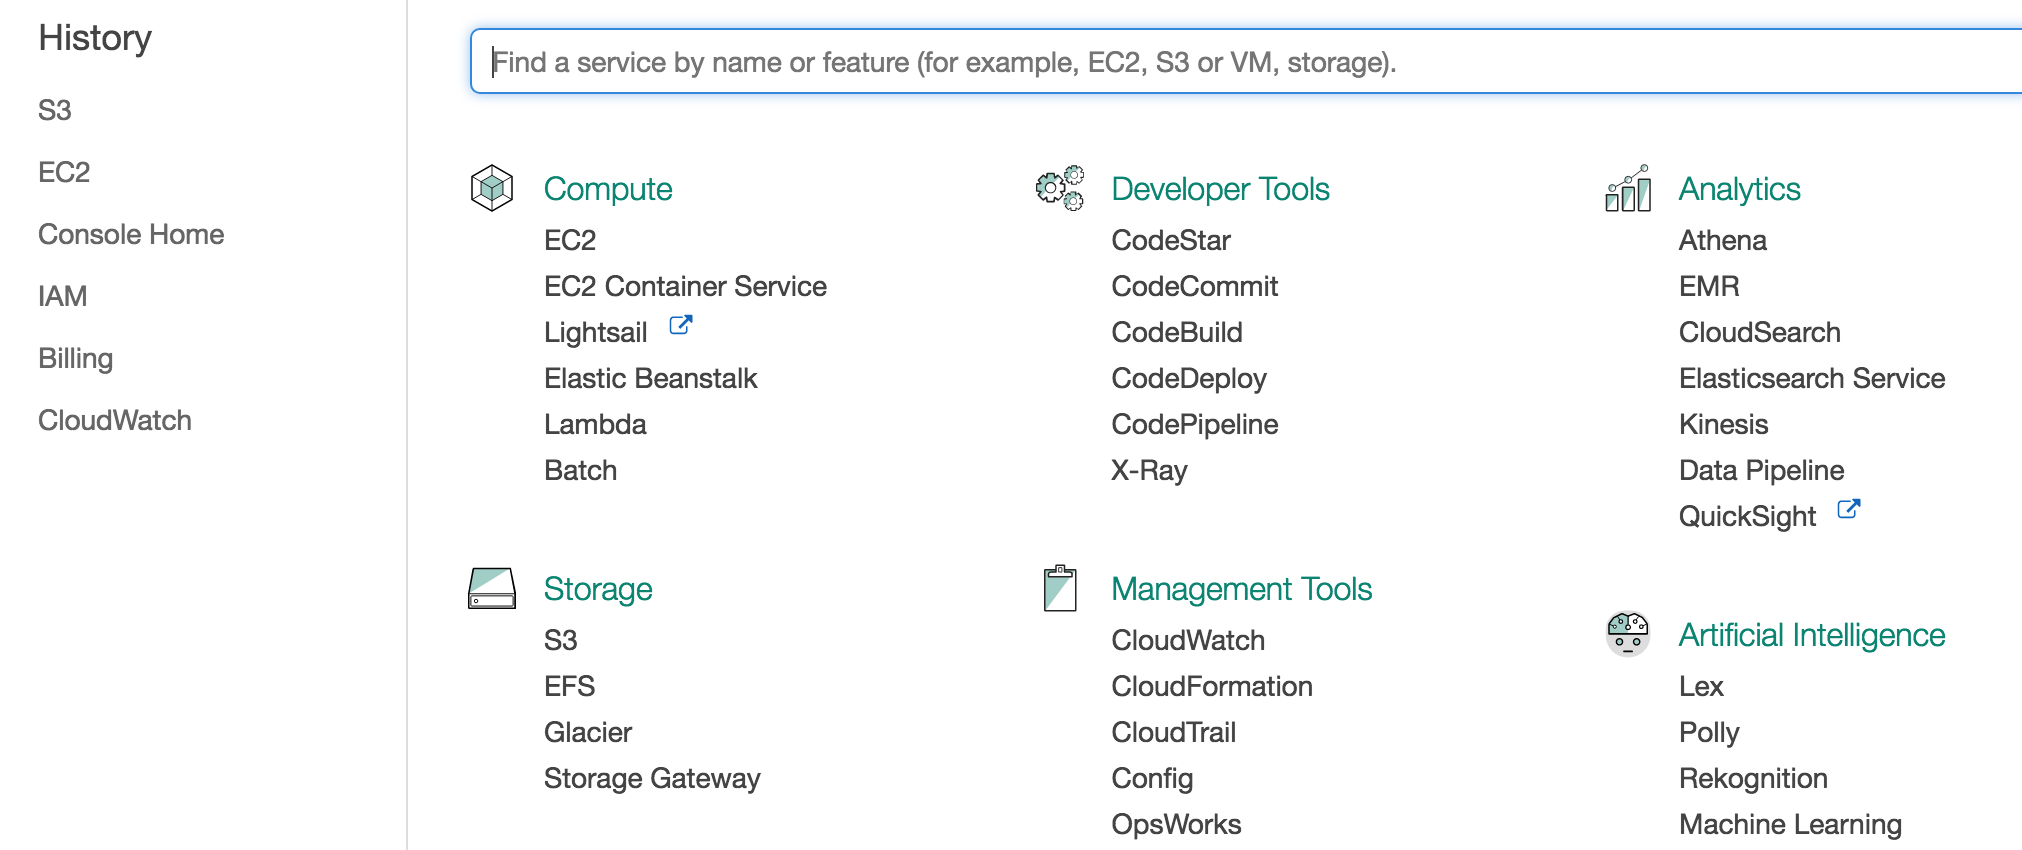 History
S3
EC2
Console Home
IAM
Billing
CloudWatch
Find a service by name or feature (for example, EC2, S3 or VM, storage).
Compute
EC2
EC2 Container Service
Lightsail
Elastic Beanstalk
Lambda
Batch
Storage
S3
EFS
Glacier
Storage Gateway
Developer Tools
CodeStar
CodeCommit
CodeBuild
CodeDeploy
CodePipeline
X-Ray
Management Tools
CloudWatch
CloudFormation
CloudTrail
Config
OpsWorks
Analytics
Athena
EMR
CloudSearch
Elasticsearch Service
Kinesis
Data Pipeline
QuickSight
Artificial Intelligence
Lex
Polly
Rekognition
Machine Learning